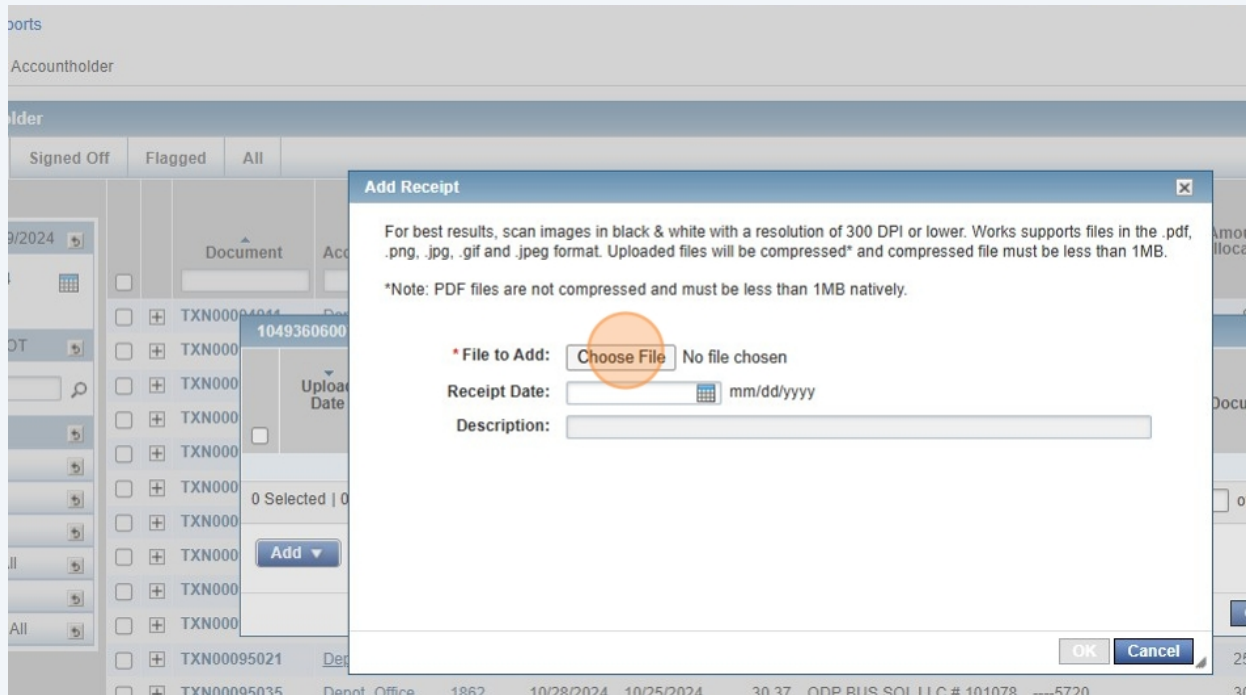 Accountholder
Signed Off Flagged All
Add Receipt
For best results, scan images in black & white with a resolution of 300 DPI or lower. Works supports files in the .pdf,
.png, .jpg, .gif and .jpeg format. Uploaded files will be compressed* and compressed file must be less than 1MB.
*Note: PDF files are not compressed and must be less than 1MB natively.
Document
TXN000
1049360600
TXN000
* File to Add: Choose File No file chosen
TXN000
Upload
Date
Receipt Date: mm/dd/yyyy
TXN000
Description:
TXN000
TXN000
0 Selected | 0
TXN000
TXN000
Add
TXN000
All
TXN000
OK Cancel
TXN00095021
TXN00095035 Depot, Office 1862 10/28/2024 10/25/2024 30.37 ODP BUS SOL LLC # 101078 ----5720